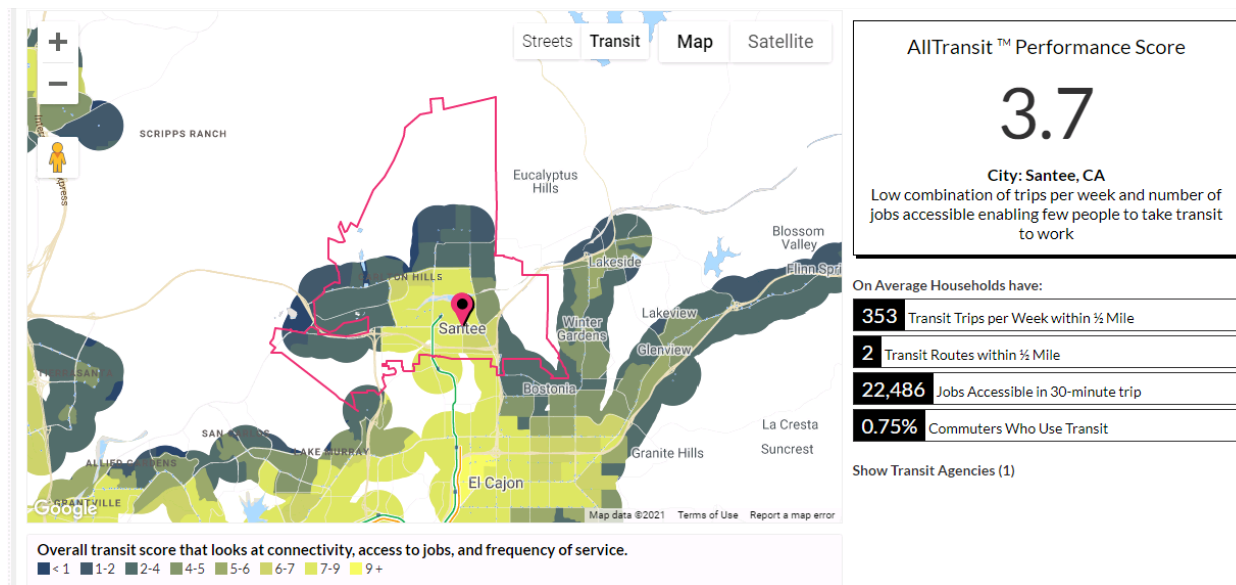 +
−
Streets Transit
Map Satellite
SCRIPPS RANCH
Eucalyptus
Hills
Blossom
Valley
Lakeside
Flinn Spri
Santee
Winter
Gardens
Lakeview
Glenview
Bostonia
La Cresta
Suncrest
LAKE MURRAY
ALLIED GARDENS
Granite Hills
El Cajon
GRANTVILLE
Google
Map data ©2021 Terms of Use Report a map error
Overall transit score that looks at connectivity, access to jobs, and frequency of service.
< 1 1-2 2-4 4-5 5-6 6-7 7-9 9 +
AllTransit ™ Performance Score
3.7
City: Santee, CA
Low combination of trips per week and number of
jobs accessible enabling few people to take transit
to work
On Average Households have:
353 Transit Trips per Week within ½ Mile
2 Transit Routes within ½ Mile
22,486 Jobs Accessible in 30-minute trip
0.75% Commuters Who Use Transit
Show Transit Agencies (1)